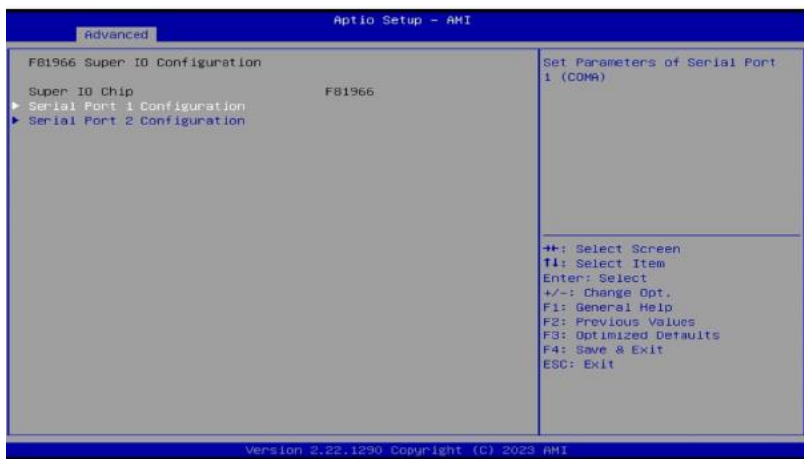 Aptio Setup - AMI
Advanced
F81966 Super IO Configuration
Super IO Chip F81966
▶ Serial Port 1 Configuration
▶ Serial Port 2 Configuration
Set Parameters of Serial Port
1 (COMA)
→←: Select Screen
↑↓: Select Item
Enter: Select
+/-: Change Opt.
F1: General Help
F2: Previous Values
F3: Optimized Defaults
F4: Save & Exit
ESC: Exit
Version 2.22.1290 Copyright (C) 2023 AMI